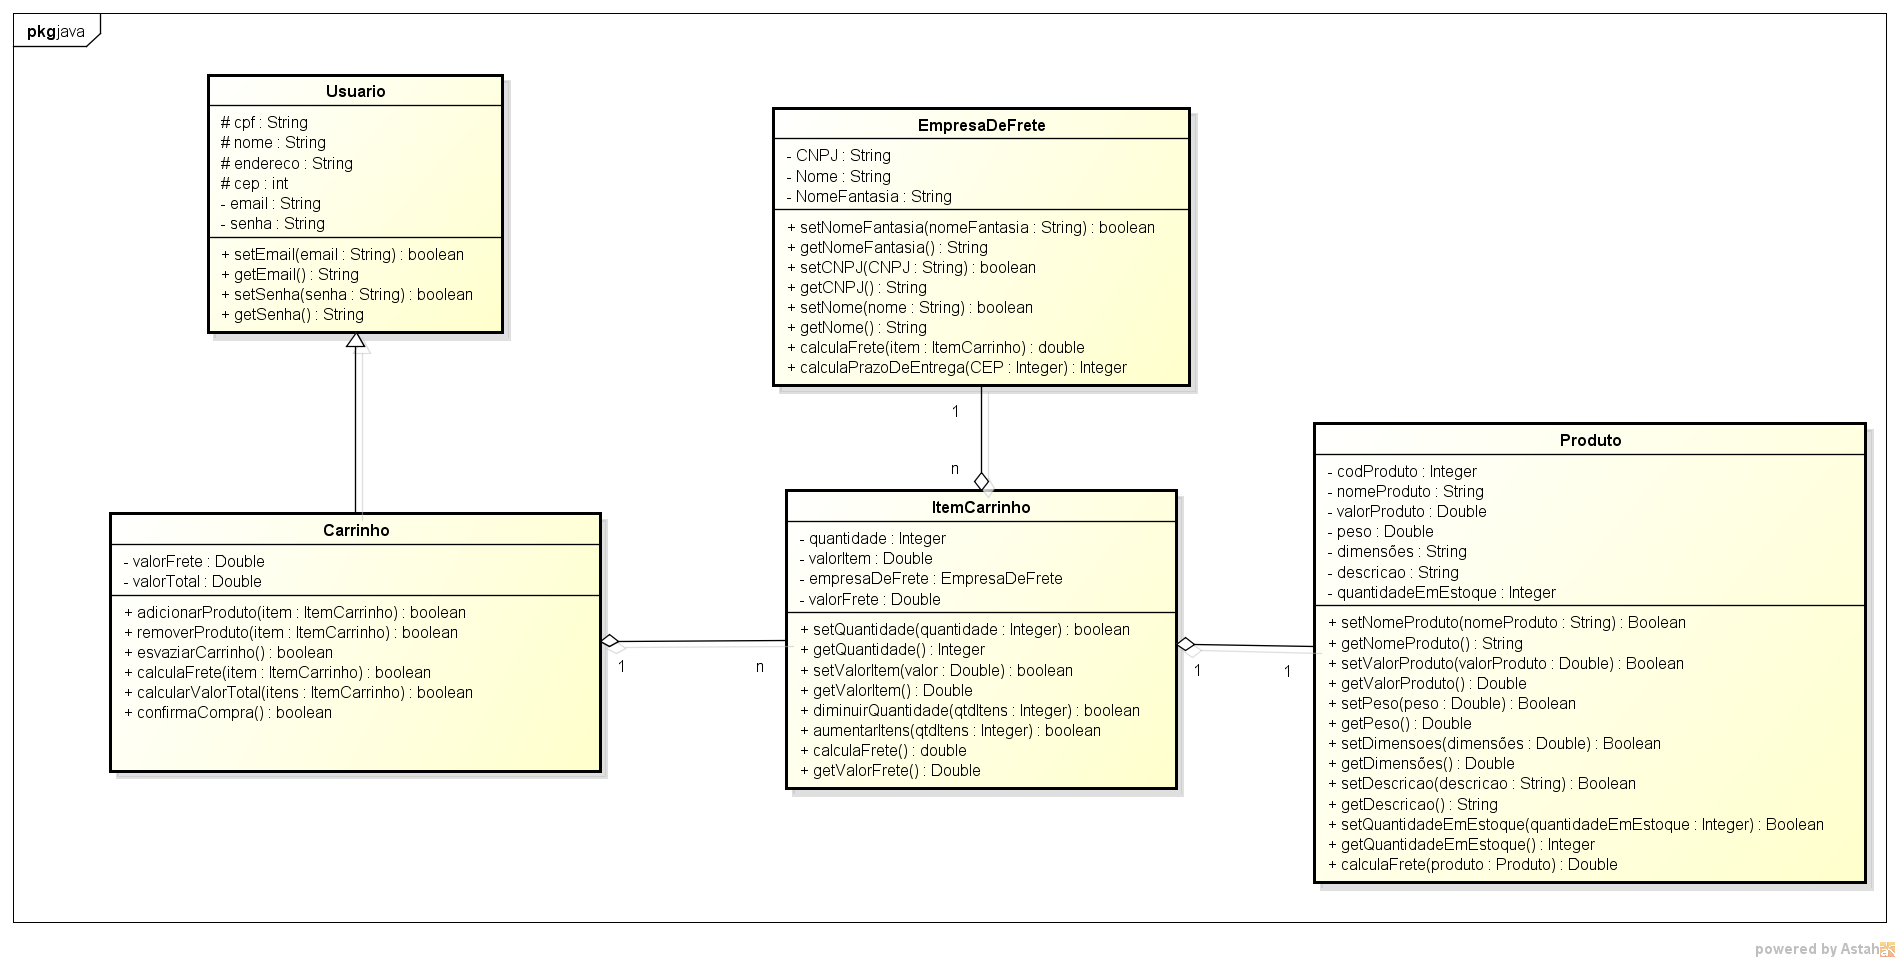 pkg java
Usuario
# cpf : String
# nome : String
# endereco : String
# cep : int
- email : String
- senha : String
+ setEmail(email : String) : boolean
+ getEmail() : String
+ setSenha(senha : String) : boolean
+ getSenha() : String
EmpresaDeFrete
- CNPJ : String
- Nome : String
- NomeFantasia : String
+ setNomeFantasia(nomeFantasia : String) : boolean
+ getNomeFantasia() : String
+ setCNPJ(CNPJ : String) : boolean
+ getCNPJ() : String
+ setNome(nome : String) : boolean
+ getNome() : String
+ calculaFrete(item : ItemCarrinho) : double
+ calculaPrazoDeEntrega(CEP : Integer) : Integer
1
n
Carrinho
- valorFrete : Double
- valorTotal : Double
+ adicionarProduto(item : ItemCarrinho) : boolean
+ removerProduto(item : ItemCarrinho) : boolean
+ esvaziarCarrinho() : boolean
+ calculaFrete(item : ItemCarrinho) : boolean
+ calcularValorTotal(itens : ItemCarrinho) : boolean
+ confirmaCompra() : boolean
1
n
ItemCarrinho
- quantidade : Integer
- valorItem : Double
- empresaDeFrete : EmpresaDeFrete
- valorFrete : Double
+ setQuantidade(quantidade : Integer) : boolean
+ getQuantidade() : Integer
+ setValorItem(valor : Double) : boolean
+ getValorItem() : Double
+ diminuirQuantidade(qtdItens : Integer) : boolean
+ aumentarItens(qtdItens : Integer) : boolean
+ calculaFrete() : double
+ getValorFrete() : Double
1
1
Produto
- codProduto : Integer
- nomeProduto : String
- valorProduto : Double
- peso : Double
- dimensões : String
- descricao : String
- quantidadeEmEstoque : Integer
+ setNomeProduto(nomeProduto : String) : Boolean
+ getNomeProduto() : String
+ setValorProduto(valorProduto : Double) : Boolean
+ getValorProduto() : Double
+ setPeso(peso : Double) : Boolean
+ getPeso() : Double
+ setDimensoes(dimensões : Double) : Boolean
+ getDimensões() : Double
+ setDescricao(descricao : String) : Boolean
+ getDescricao() : String
+ setQuantidadeEmEstoque(quantidadeEmEstoque : Integer) : Boolean
+ getQuantidadeEmEstoque() : Integer
+ calculaFrete(produto : Produto) : Double
powered by Astah